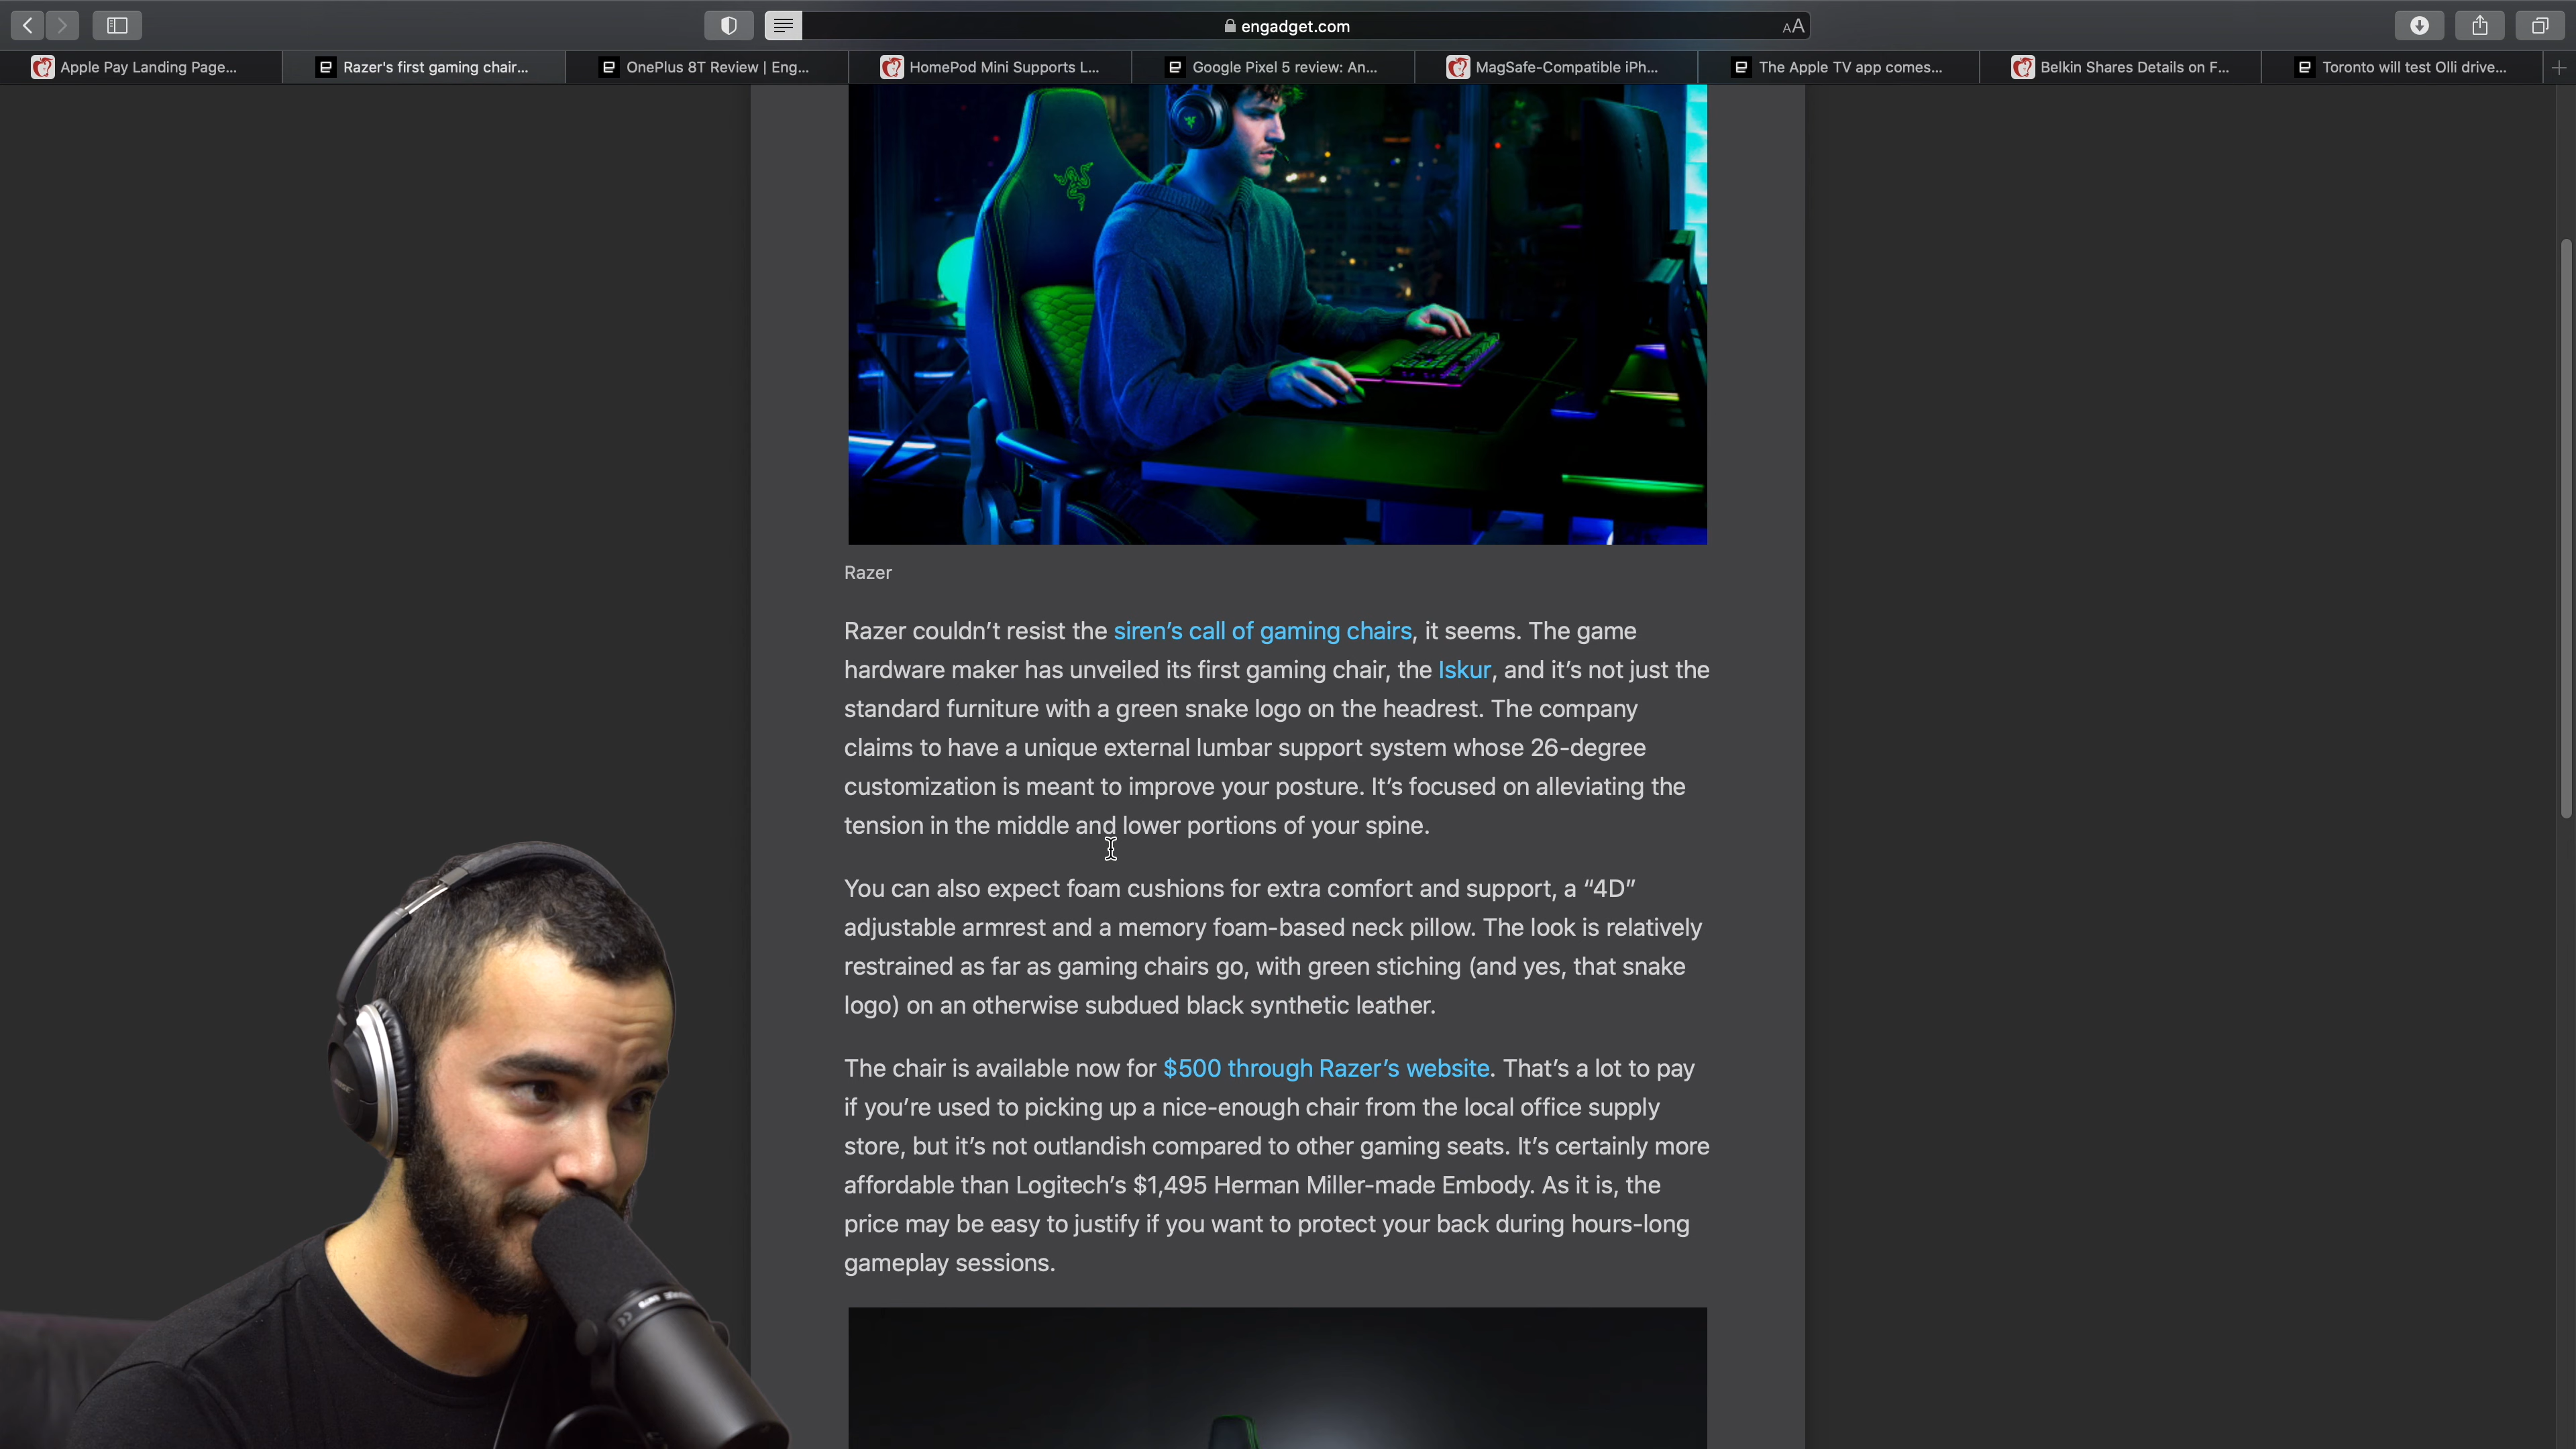 engadget.com
AA
Apple Pay Landing Page...
Razer's first gaming chair...
OnePlus 8T Review | Eng...
HomePod Mini Supports L...
Google Pixel 5 review: An...
MagSafe-Compatible iPh...
The Apple TV app comes...
Belkin Shares Details on F...
Toronto will test Olli drive...
Razer
Razer couldn’t resist the siren’s call of gaming chairs, it seems. The game
hardware maker has unveiled its first gaming chair, the Iskur, and it’s not just the
standard furniture with a green snake logo on the headrest. The company
claims to have a unique external lumbar support system whose 26-degree
customization is meant to improve your posture. It’s focused on alleviating the
tension in the middle and lower portions of your spine.
You can also expect foam cushions for extra comfort and support, a “4D”
adjustable armrest and a memory foam-based neck pillow. The look is relatively
restrained as far as gaming chairs go, with green stiching (and yes, that snake
logo) on an otherwise subdued black synthetic leather.
The chair is available now for $500 through Razer’s website. That’s a lot to pay
if you’re used to picking up a nice-enough chair from the local office supply
store, but it’s not outlandish compared to other gaming seats. It’s certainly more
affordable than Logitech’s $1,495 Herman Miller-made Embody. As it is, the
price may be easy to justify if you want to protect your back during hours-long
gameplay sessions.